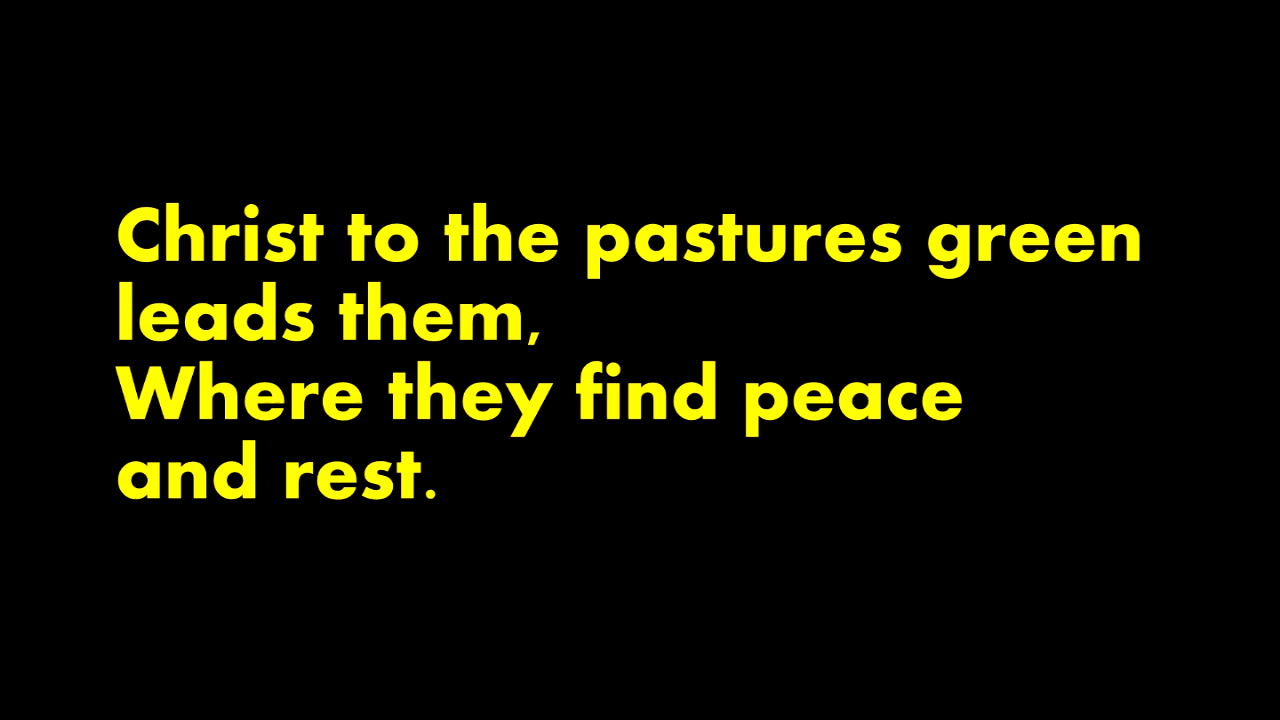 Christ to the pastures green
leads them,
Where they find peace
and rest.